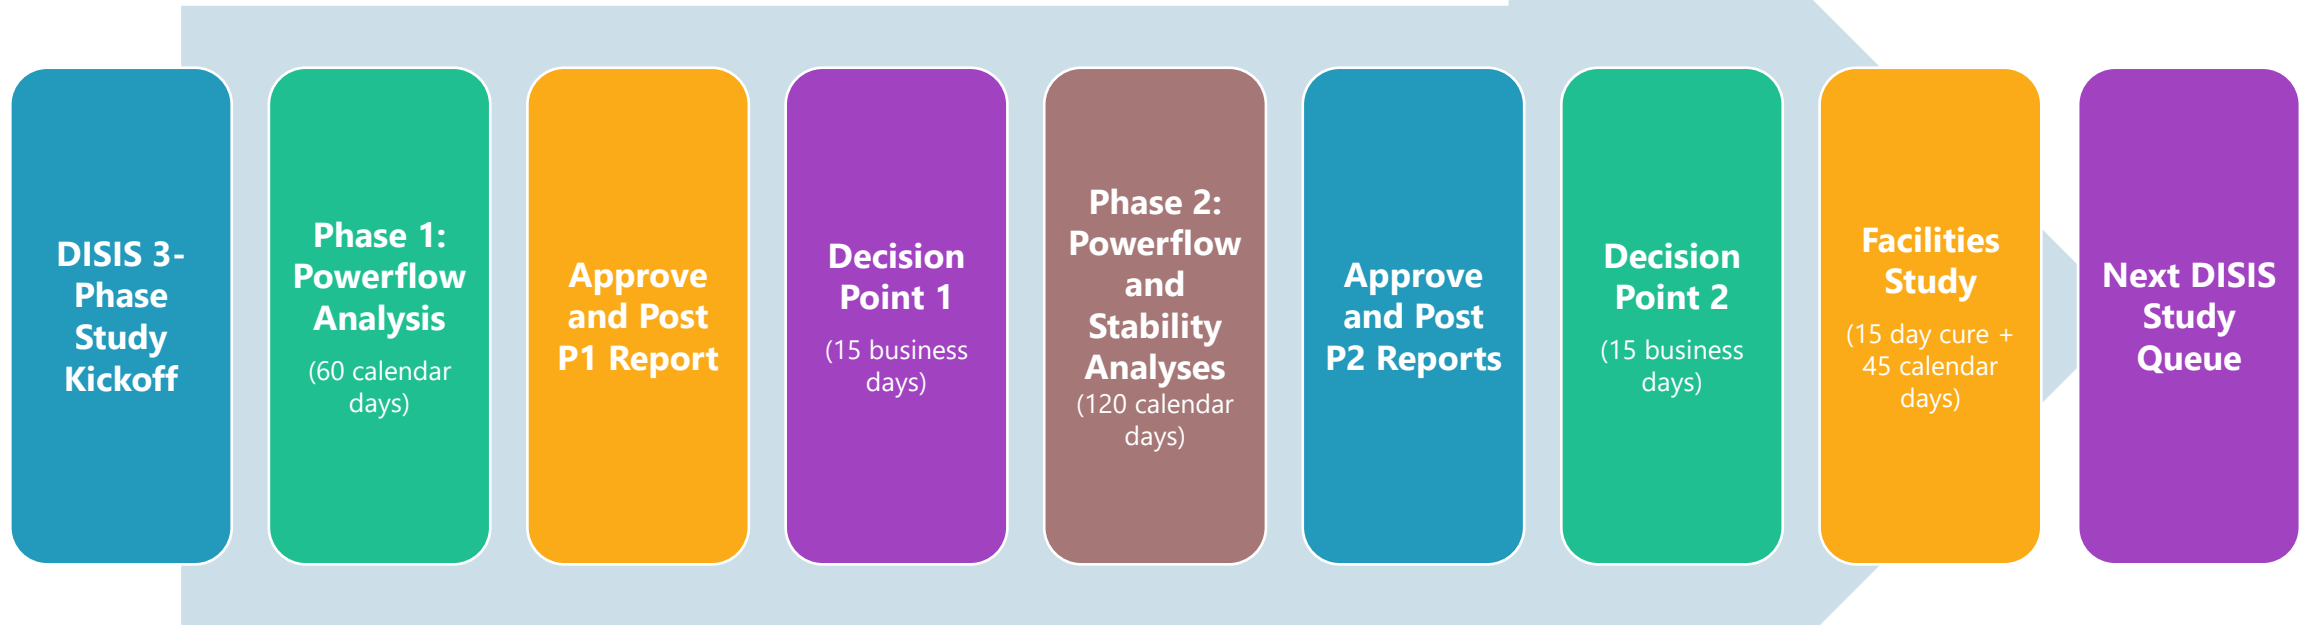 DISIS 3-
Phase
Study
Kickoff
Phase 1:
Powerflow
Analysis
(60 calendar
days)
Approve
and Post
P1 Report
Decision
Point 1
(15 business
days)
Phase 2:
Powerflow
and
Stability
Analyses
(120 calendar
days)
Approve
and Post
P2 Reports
Decision
Point 2
(15 business
days)
Facilities
Study
(15 day cure +
45 calendar
days)
Next DISIS
Study
Queue